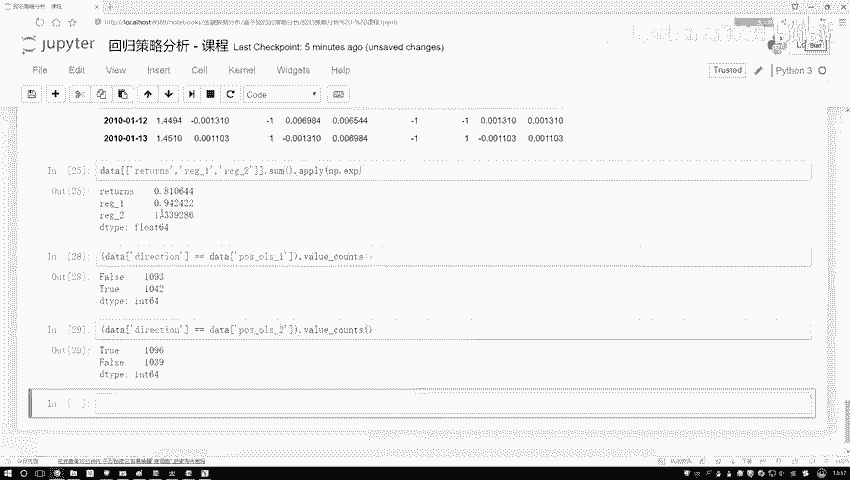 jupyter 回归策略分析 - 课程 Last Checkpoint: 5 minutes ago (unsaved changes)
File Edit View Insert Cell Kernel Widgets Help
Trusted Python 3
Code
2010-01-12 1.4494 -0.001310 -1 0.006984 0.006544 -1 -1 0.001310 0.001310
2010-01-13 1.4510 0.001103 -1 -0.001310 0.006984 -1 1 -0.001103 0.001103
In [25]: data[['returns','reg_1','reg_2']].sum().apply(np.exp)
Out[25]: returns 0.810644
reg_1 0.942422
reg_2 1.339286
dtype: float64
In [28]: (data['direction'] == data['pos_ols_1']).value_counts
Out[28]: False 1093
True 1042
dtype: int64
In [29]: (data['direction'] == data['pos_ols_2']).value_counts()
Out[29]: True 1096
False 1039
dtype: int64
In [ ]: